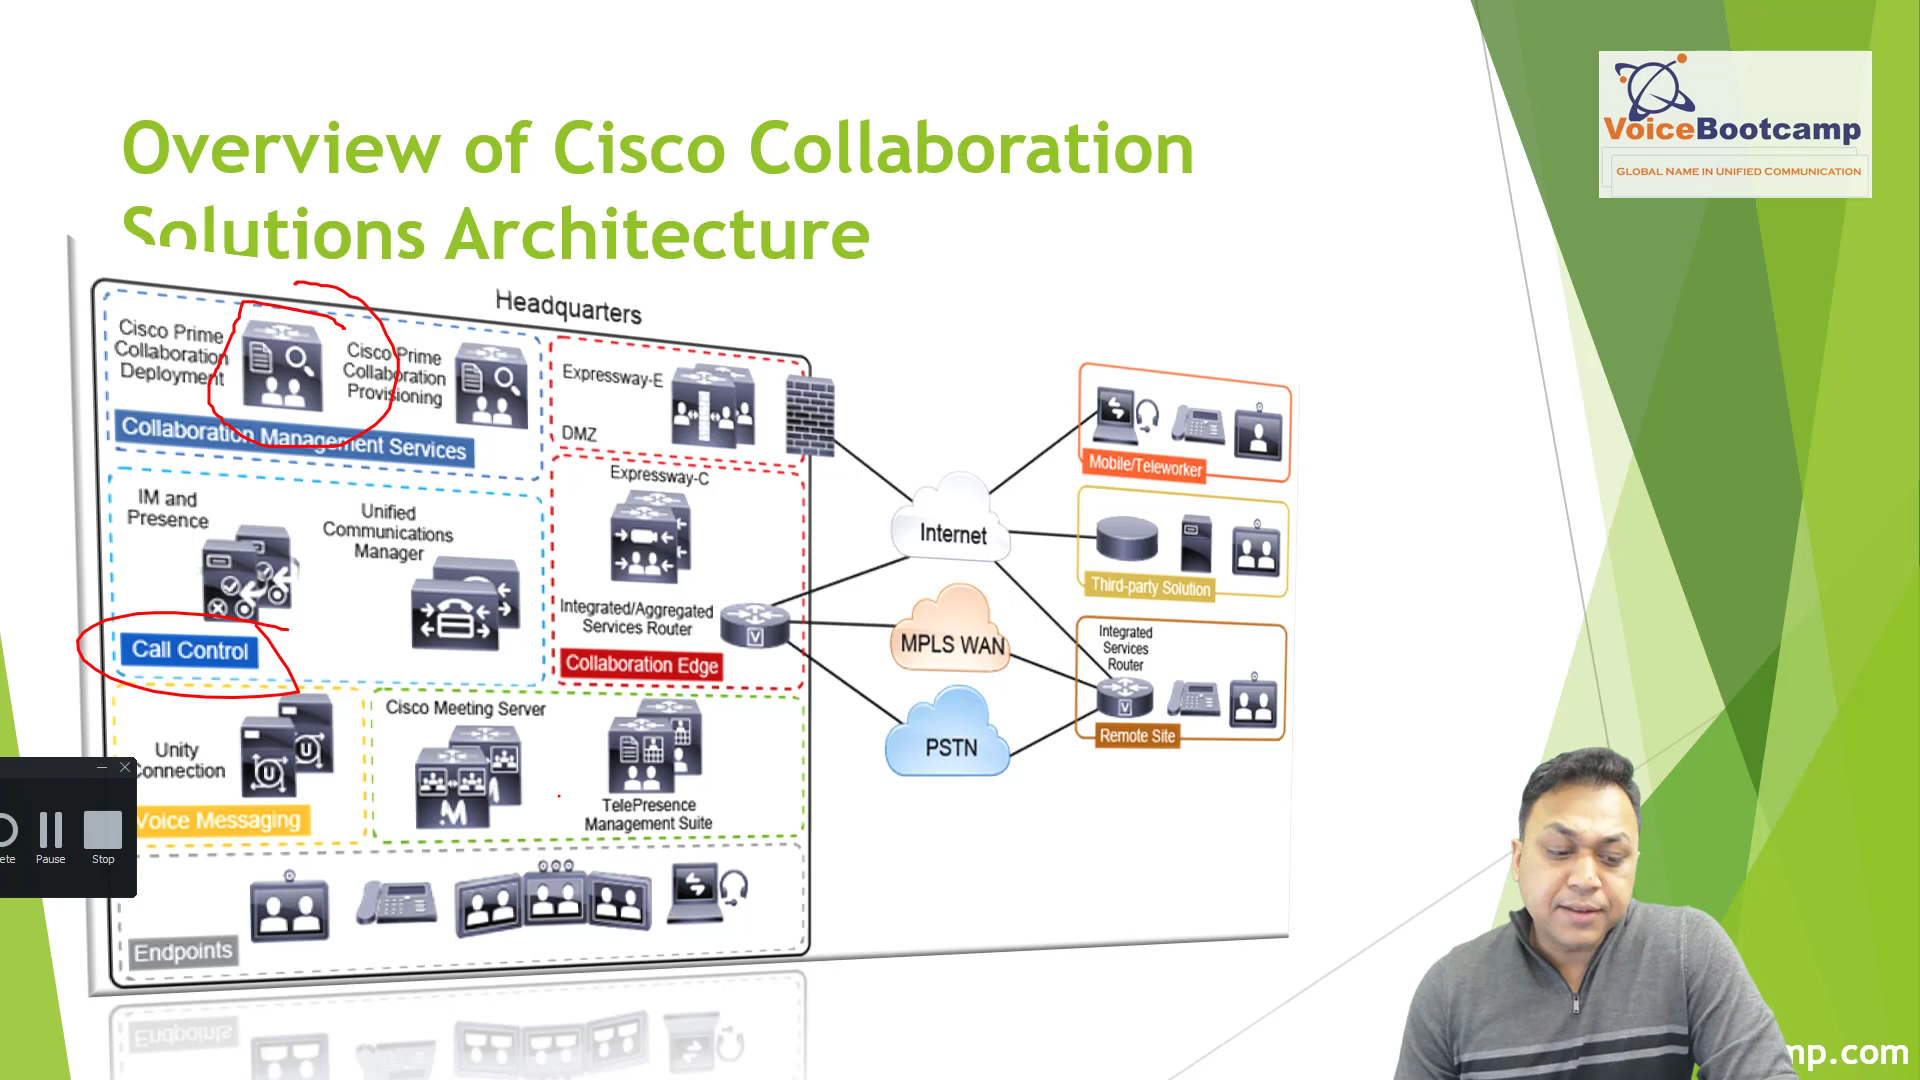 Overview of Cisco Collaboration
Solutions Architecture
VoiceBootcamp
GLOBAL NAME IN UNIFIED COMMUNICATION
Headquarters
Cisco Prime
Collaboration
Deployment
Cisco Prime
Collaboration
Provisioning
Collaboration Management Services
Expressway-E
DMZ
IM and
Presence
Unified
Communications
Manager
Call Control
Expressway-C
Integrated/Aggregated
Services Router
V
Collaboration Edge
Unity
Connection
U
U
Voice Messaging
Cisco Meeting Server
TelePresence
Management Suite
Endpoints
Internet
MPLS WAN
PSTN
Mobile/Teleworker
Third-party Solution
Integrated
Services
Router
V
Remote Site
Pause
Stop
Endpoints
mp.com